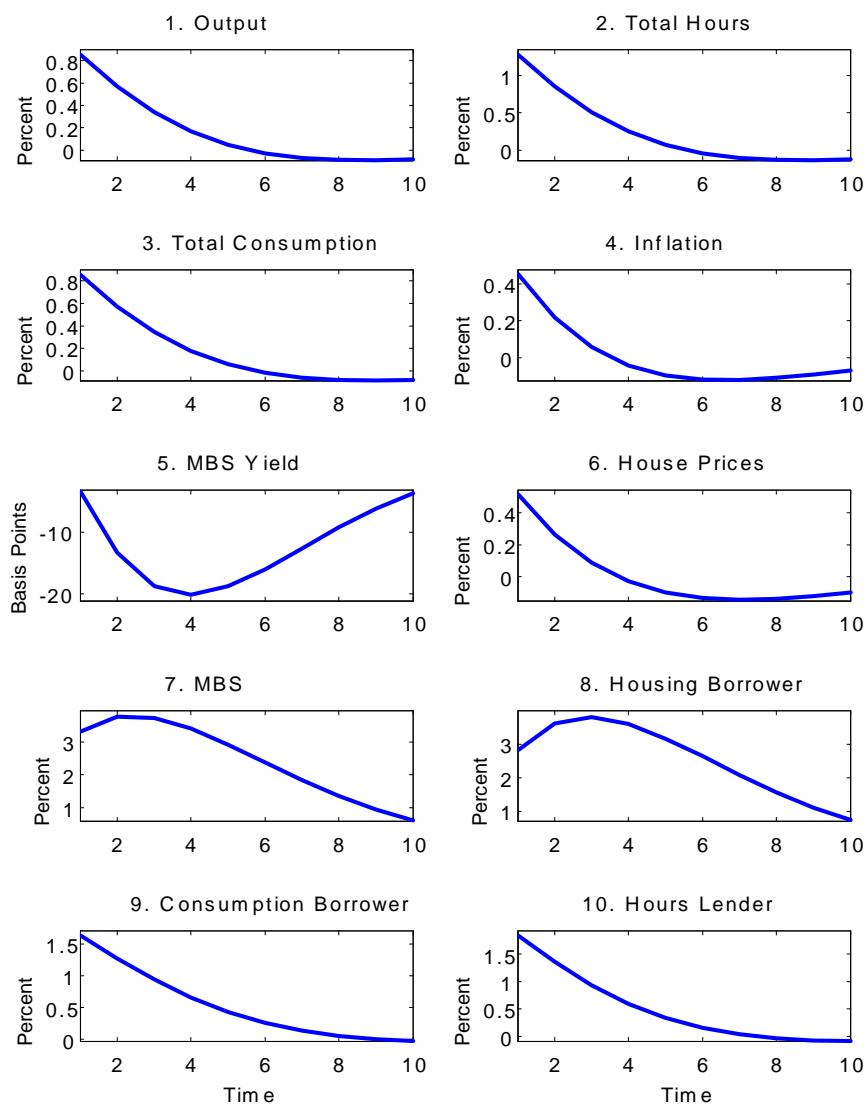 1. Output
0.8
0.6
0.4
0.2
0
Percent
2 4 6 8 10
2. Total Hours
1
0.5
0
Percent
2 4 6 8 10
3. Total Consumption
0.8
0.6
0.4
0.2
0
Percent
2 4 6 8 10
4. Inflation
0.4
0.2
0
Percent
2 4 6 8 10
5. MBS Yield
-10
-20
Basis Points
2 4 6 8 10
6. House Prices
0.4
0.2
0
Percent
2 4 6 8 10
7. MBS
3
2
1
Percent
2 4 6 8 10
8. Housing Borrower
3
2
1
Percent
2 4 6 8 10
9. Consumption Borrower
1.5
1
0.5
0
Percent
2 4 6 8 10
Time
10. Hours Lender
1.5
1
0.5
0
Percent
2 4 6 8 10
Time